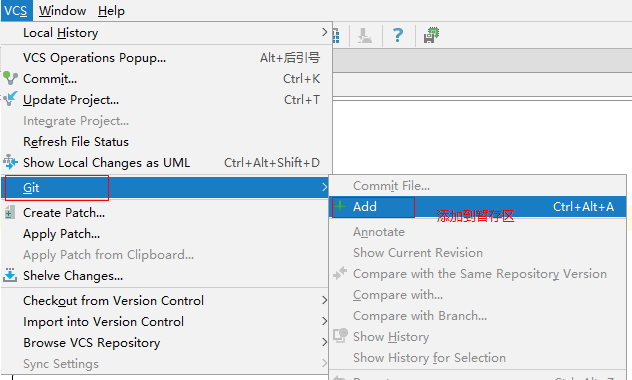 VCS Window Help
Local History
VCS Operations Popup... Alt+后引号
Commit... Ctrl+K
Update Project... Ctrl+T
Integrate Project...
Refresh File Status
Show Local Changes as UML Ctrl+Alt+Shift+D
Git
Create Patch...
Apply Patch...
Apply Patch from Clipboard...
Shelve Changes...
Checkout from Version Control
Import into Version Control
Browse VCS Repository
Sync Settings
Commit File...
Add 添加到暂存区 Ctrl+Alt+A
Annotate
Show Current Revision
Compare with the Same Repository Version
Compare with...
Compare with Branch...
Show History
Show History for Selection